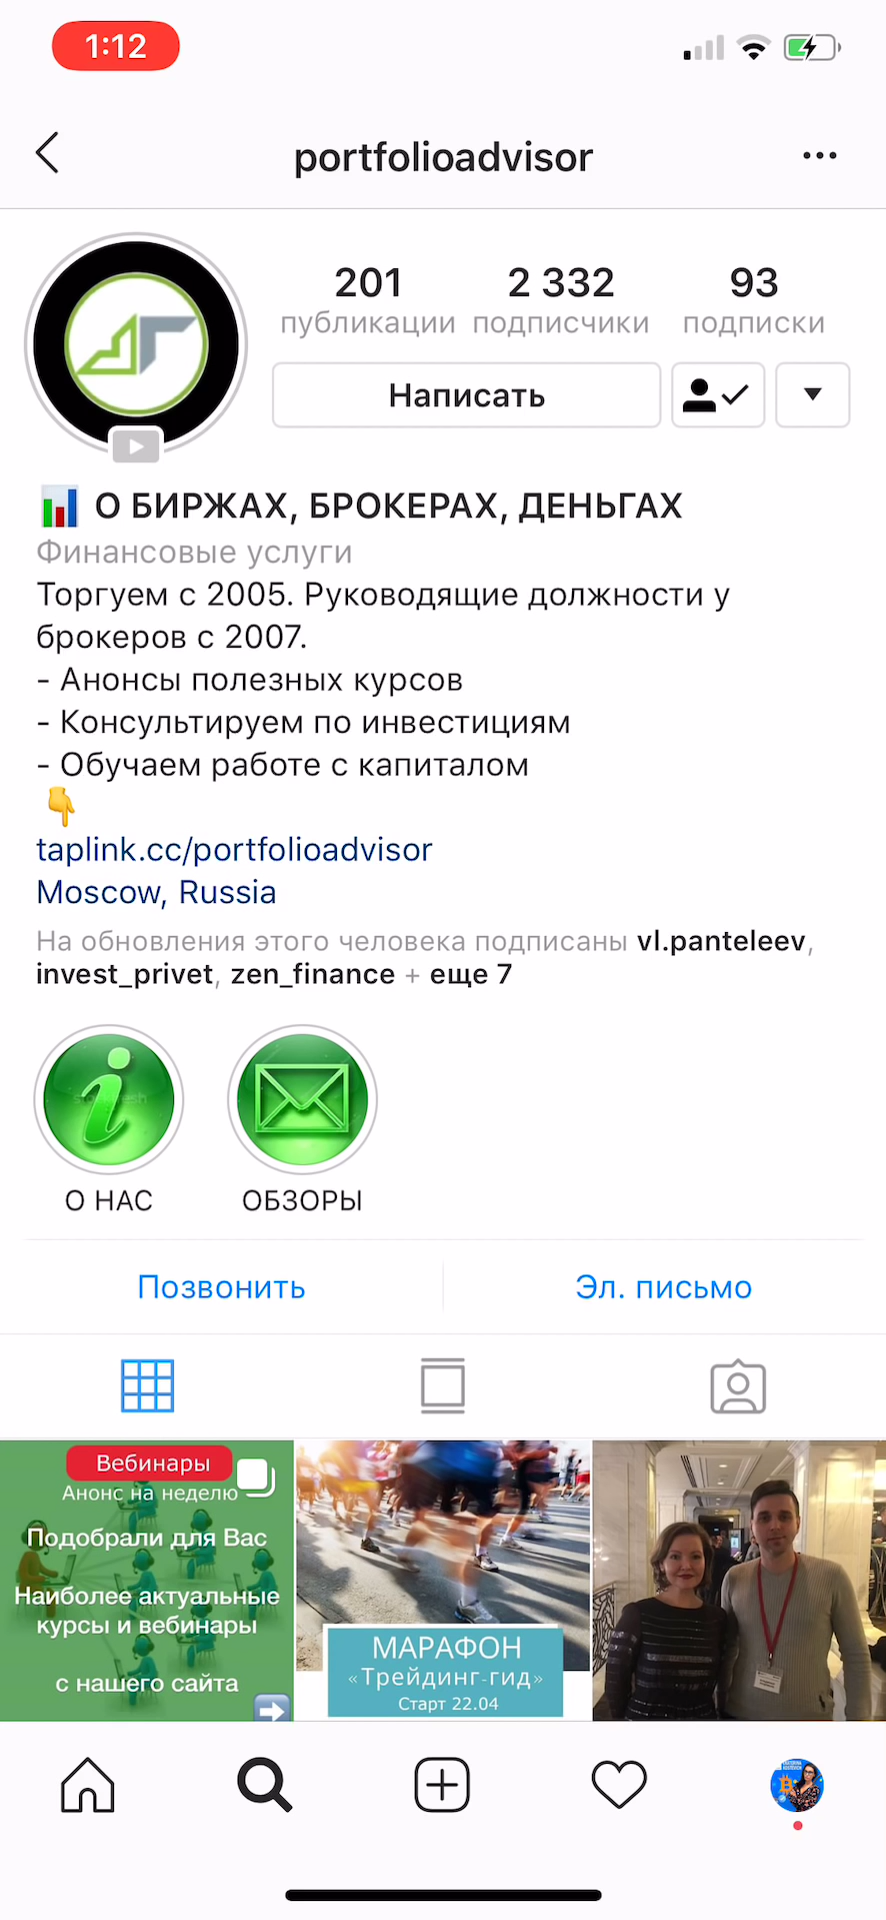 1:12
portfolioadvisor
201
2 332
93
публикации
подписчики
подписки
Написать
О БИРЖАХ, БРОКЕРАХ, ДЕНЬГАХ
Финансовые услуги
Торгуем с 2005. Руководящие должности у
брокеров с 2007.
- Анонсы полезных курсов
- Консультируем по инвестициям
- Обучаем работе с капиталом
taplink.cc/portfolioadvisor
Moscow, Russia
На обновления этого человека подписаны vl.panteleev,
invest_privet, zen_finance + еще 7
О НАС
ОБЗОРЫ
Позвонить
Эл. письмо
Вебинары
Анонс на неделю
Подобрали для Вас
Наиболее актуальные
курсы и вебинары
с нашего сайта
МАРАФОН
«Трейдинг-гид»
Старт 22.04